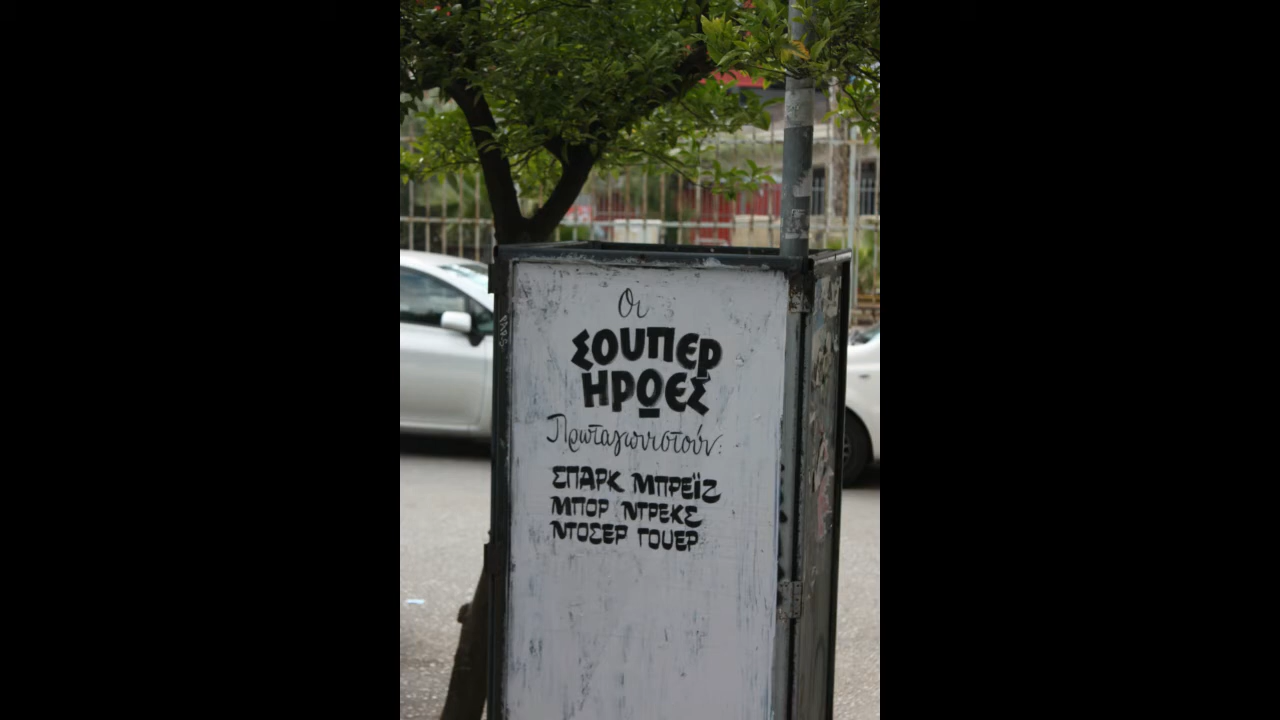 Οι
ΣΟΥΠΕΡ
ΗΡΩΕΣ
Πρωταγωνιστούν:
ΣΠΑΡΚ ΜΠΡΕΪΖ
ΜΠΟΡ ΝΤΡΕΚΣ
ΝΤΟΣΕΡ ΓΟΥΕΡ